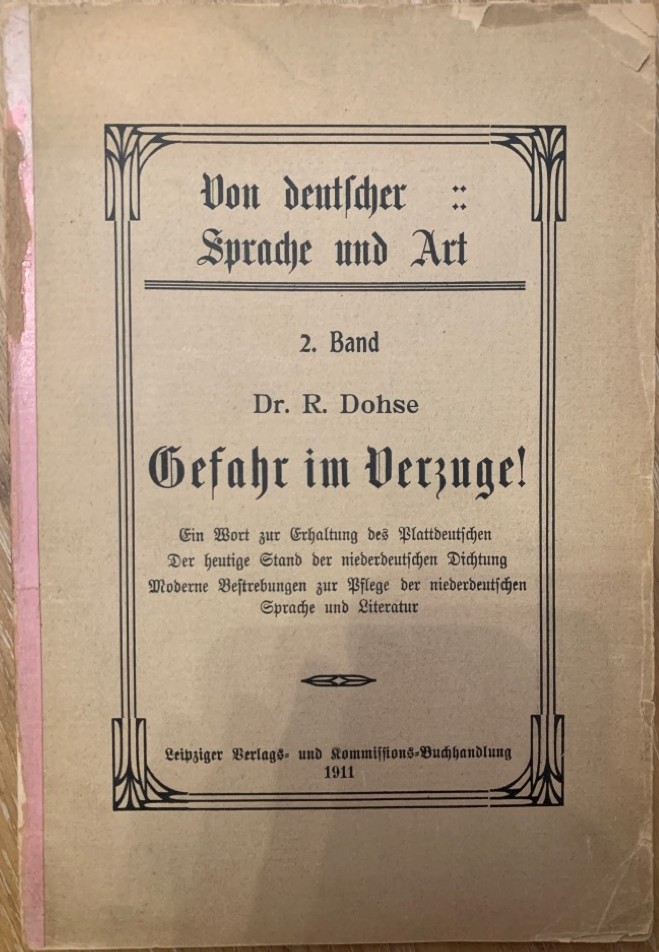 Von deutscher ::
Sprache und Art
2. Band
Dr. R. Dohse
Gefahr im Verzuge!
Ein Wort zur Erhaltung des Plattdeutschen
Der heutige Stand der niederdeutschen Dichtung
Moderne Bestrebungen zur Pflege der niederdeutschen
Sprache und Literatur
Leipziger Verlags- und Kommissions-Buchhandlung
1911